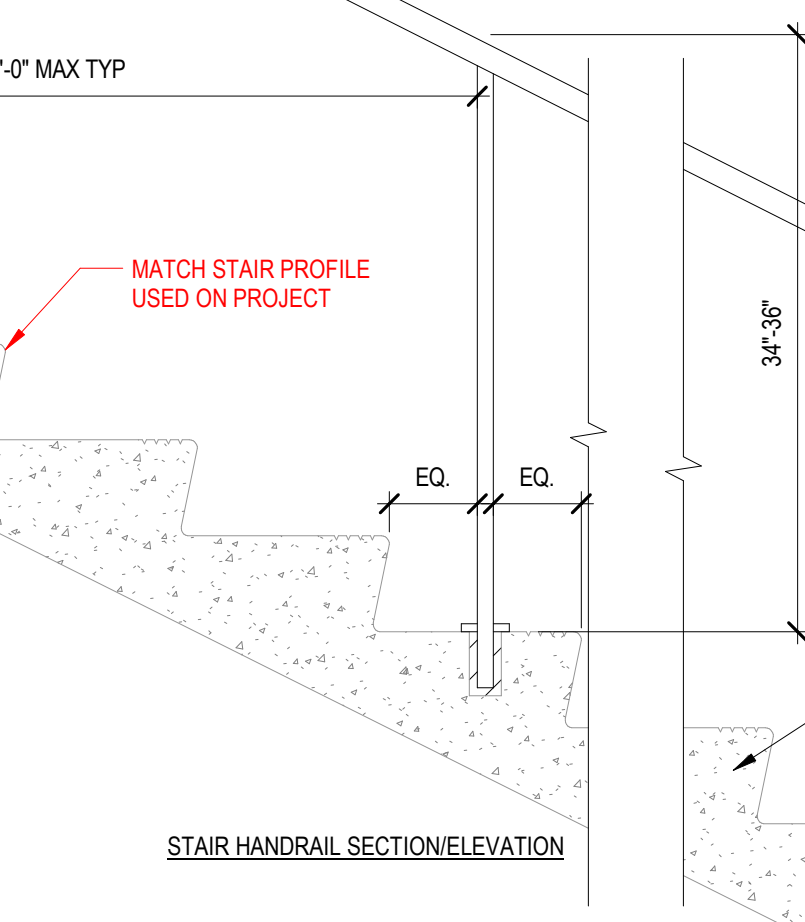 '-0" MAX TYP
MATCH STAIR PROFILE
USED ON PROJECT
34"-36"
EQ.
EQ.
STAIR HANDRAIL SECTION/ELEVATION